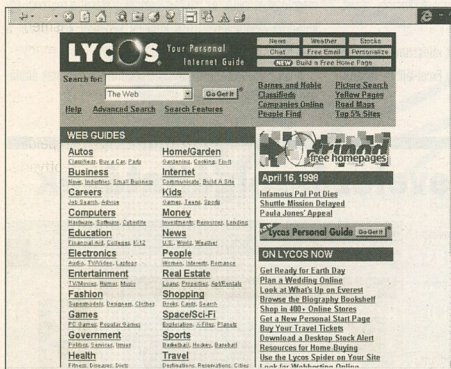 LYCOS
Your Personal
Internet Guide
News Weather Stocks
Chat Free Email Personalize
NEW Build a Free Home Page
Search for:
The Web
Go Get It
Help Advanced Search Search Features
Barnes and Noble
Classifieds
Companies Online
People Find
Picture Search
Yellow Pages
Road Maps
Top 5% Sites
WEB GUIDES
Autos
Classifieds, Buy a Car, Parts
Business
News, Industries, Small Business
Careers
Job Search, Advice
Computers
Hardware, Software, Cyberlife
Education
Financial Aid, Colleges, K-12
Electronics
Audio, TV/Video, Laptops
Entertainment
TV/Movies, Humor, Music
Fashion
Supermodels, Designers, Clothes
Games
PC Games, Popular Games
Government
Politics, Services, Issues
Health
Fitness, Diseases, Diets
Home/Garden
Gardening, Cooking, Fix It
Internet
Communicate, Build A Site
Kids
Games, Teens, Sports
Money
Investments, Resources, Lending
News
U.S., World, Weather
People
Women, Interests, Romance
Real Estate
Loans, Properties, Apt/Rentals
Shopping
Books, Cards, Search
Space/Sci-Fi
Exploration, X-Files, Planets
Sports
Basketball, Hockey, Baseball
Travel
Destinations, Reservations, Cities
tripod
free homepages
April 16, 1998
Infamous Pol Pot Dies
Shuttle Mission Delayed
Paula Jones' Appeal
Lycos Personal Guide Go Get It
ON LYCOS NOW
Get Ready for Earth Day
Plan a Wedding Online
Look at What's Up on Everest
Browse the Biography Bookshelf
Shop in 400+ Online Stores
Get a New Personal Start Page
Buy Your Travel Tickets
Download a Desktop Stock Alert
Resources for Home Buying
Use the Lycos Spider on Your Site
Look for Webhosting Online